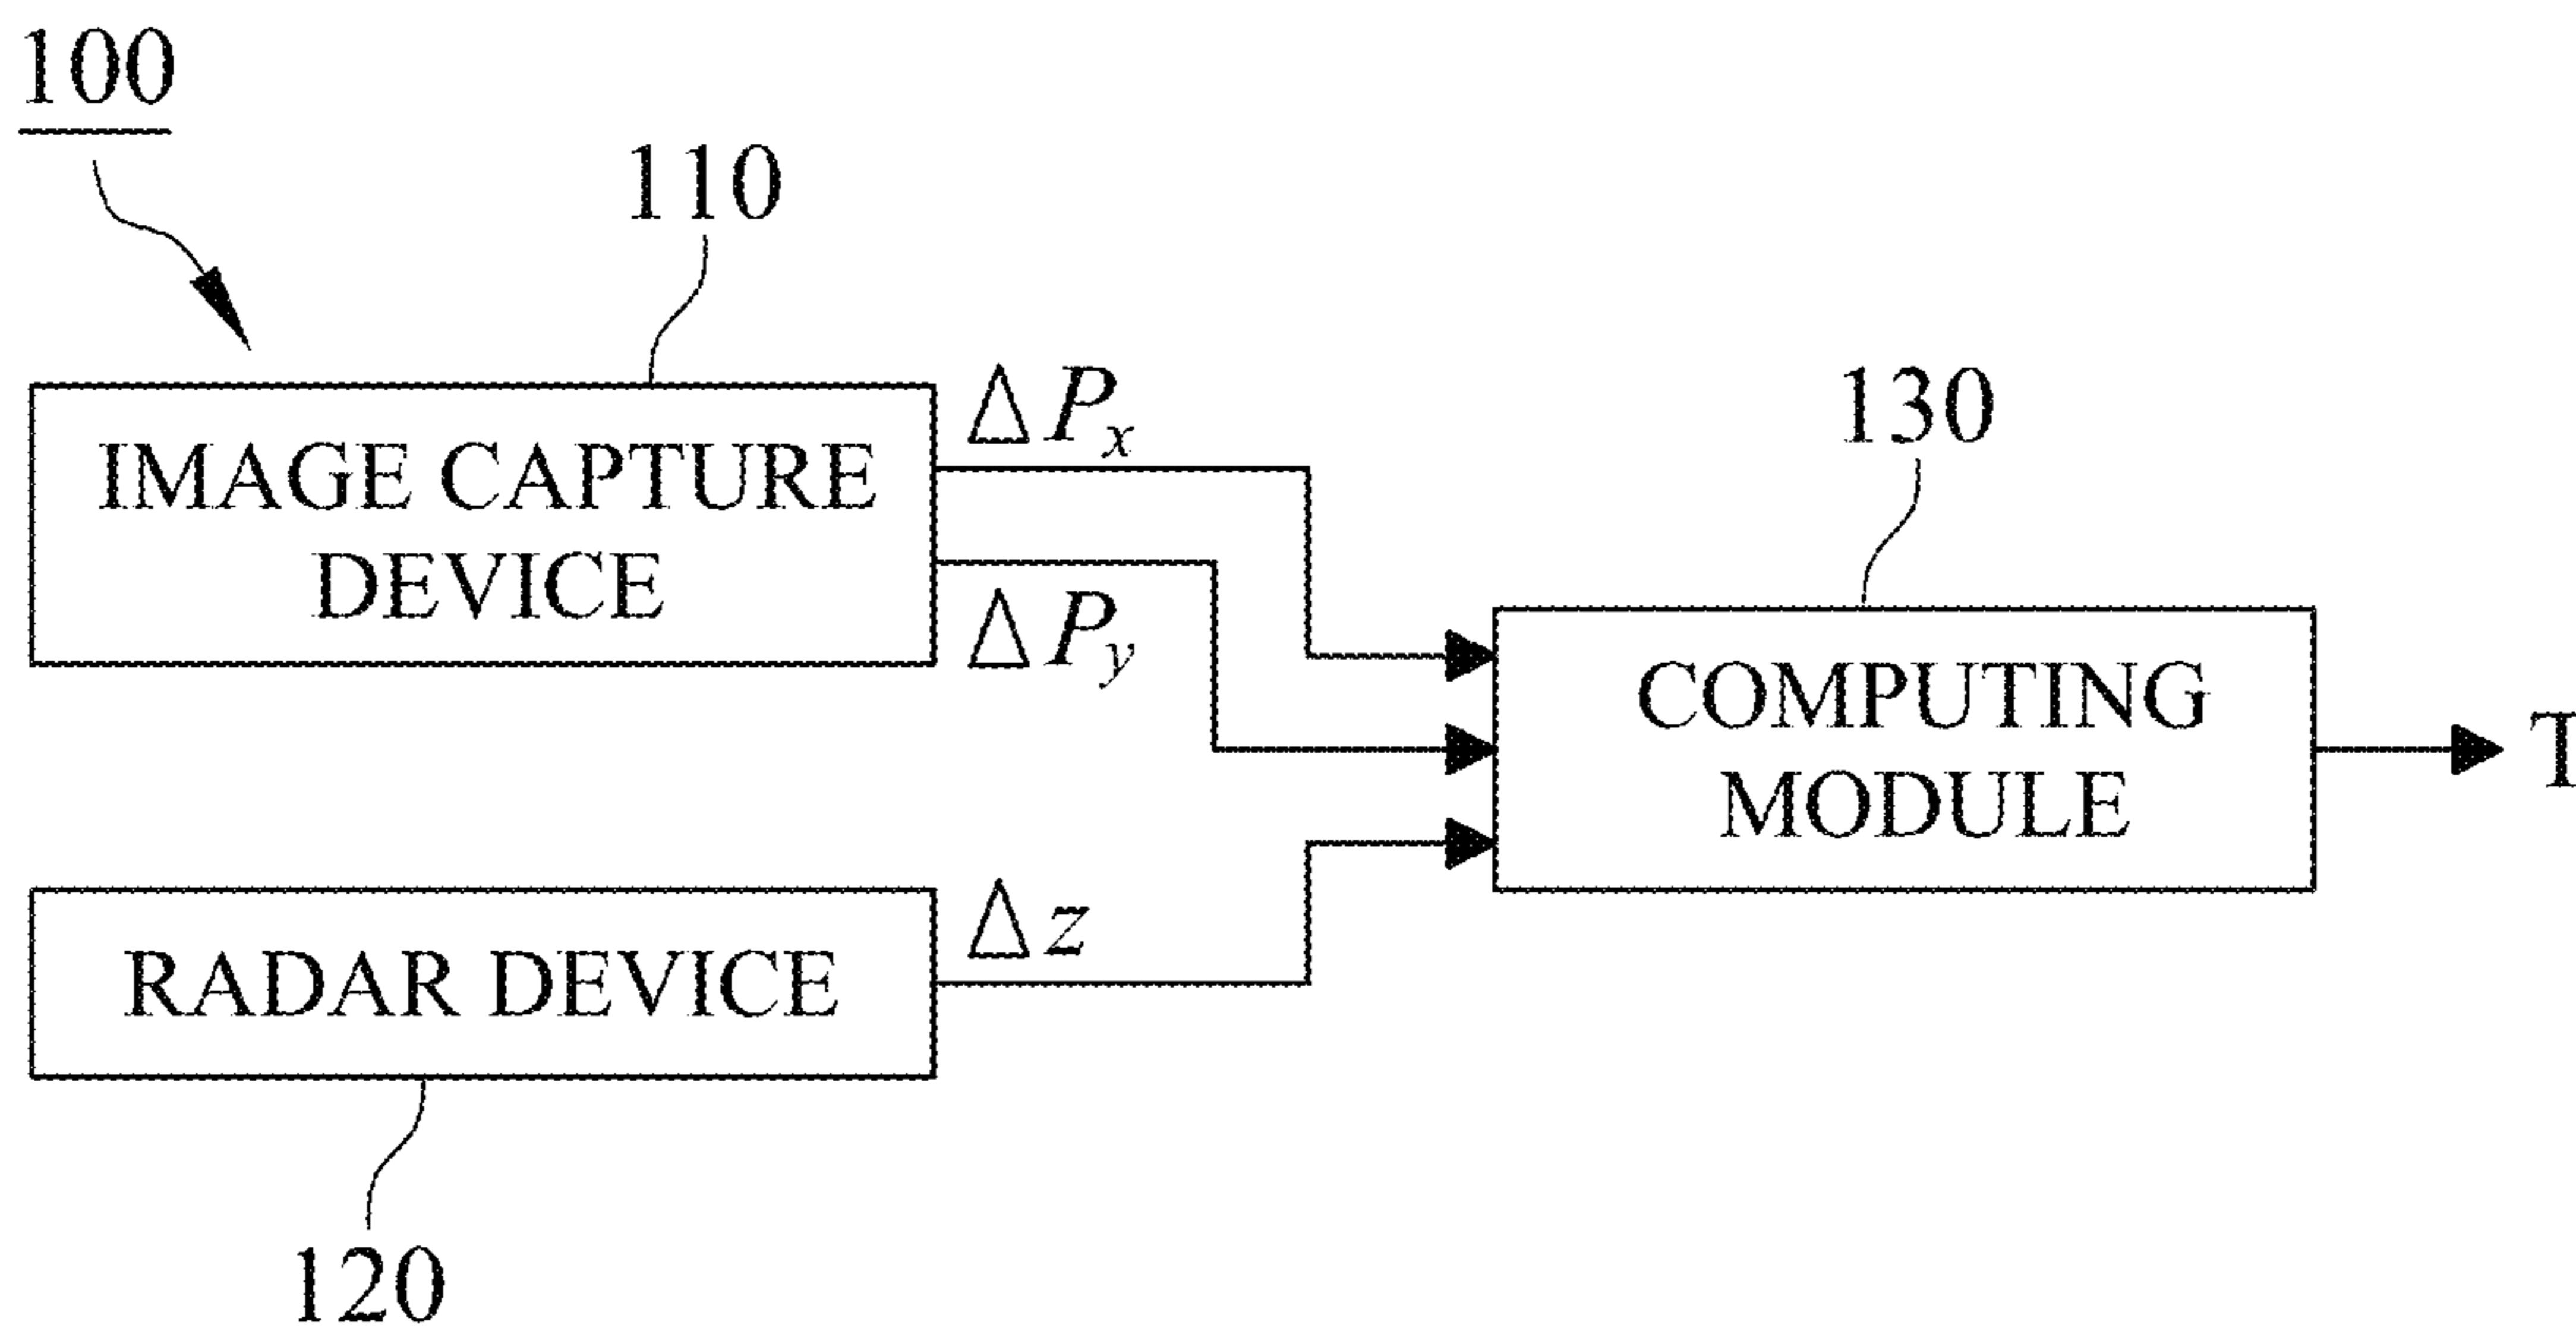 100
110
ΔPx
130
IMAGE CAPTURE
DEVICE
ΔPy
COMPUTING
MODULE
T
Δz
RADAR DEVICE
120